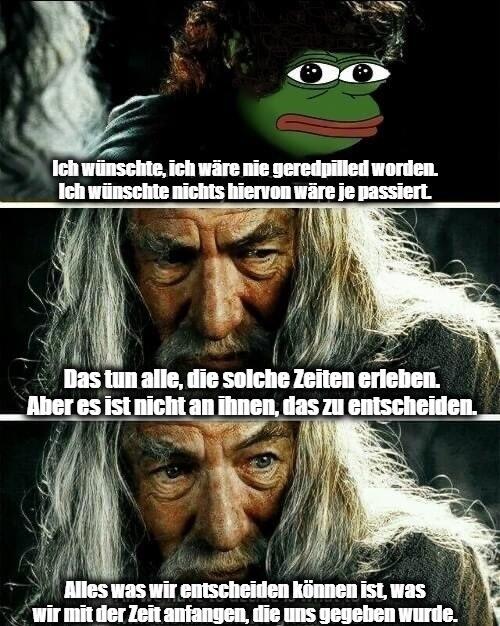 Ich wünschte, ich wäre nie geredpilled worden.
Ich wünschte nichts hiervon wäre je passiert.
Das tun alle, die solche Zeiten erleben.
Aber es ist nicht an ihnen, das zu entscheiden.
Alles was wir entscheiden können ist, was
wir mit der Zeit anfangen, die uns gegeben wurde.